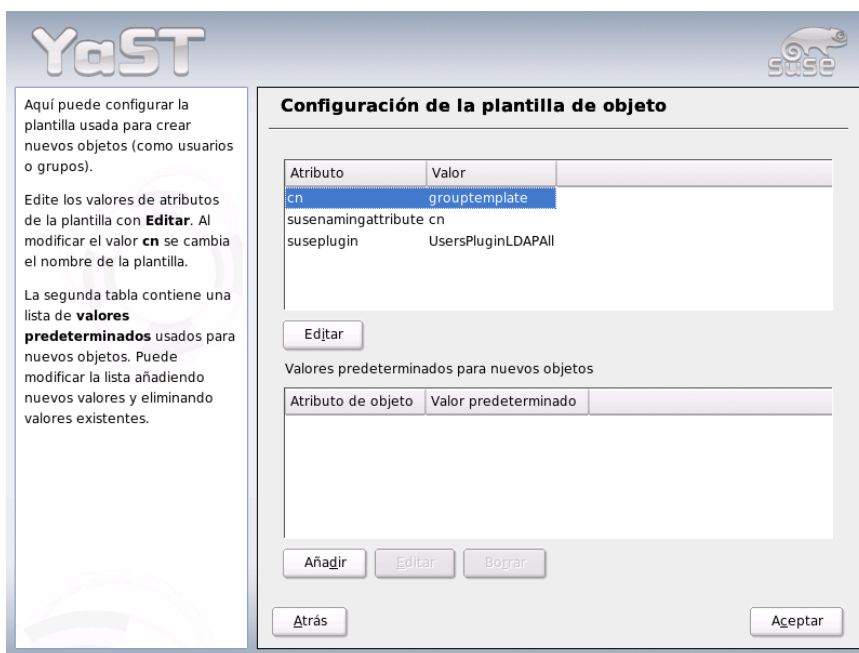 YaST
suse
Aquí puede configurar la
plantilla usada para crear
nuevos objetos (como usuarios
o grupos).
Edite los valores de atributos
de la plantilla con Editar. Al
modificar el valor cn se cambia
el nombre de la plantilla.
La segunda tabla contiene una
lista de valores
predeterminados usados para
nuevos objetos. Puede
modificar la lista añadiendo
nuevos valores y eliminando
valores existentes.
Configuración de la plantilla de objeto
Atributo Valor
cn grouptemplate
susenamingattribute cn
suseplugin UsersPluginLDAPAll
Editar
Valores predeterminados para nuevos objetos
Atributo de objeto Valor predeterminado
Añadir Editar Borrar
Atrás Aceptar